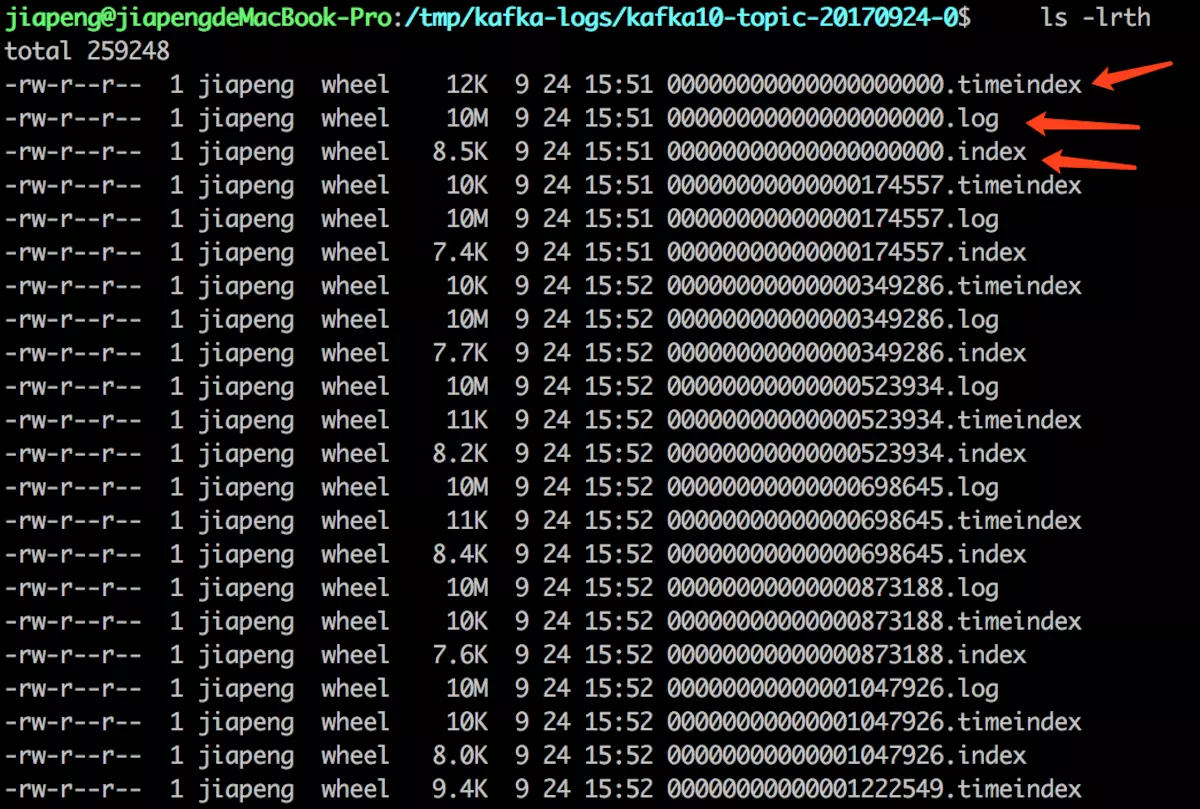 jiapeng@jiapengdeMacBook-Pro:/tmp/kafka-logs/kafka10-topic-20170924-0$ ls -lrth
total 259248
-rw-r--r-- 1 jiapeng wheel 12K 9 24 15:51 00000000000000000000.timeindex
-rw-r--r-- 1 jiapeng wheel 10M 9 24 15:51 00000000000000000000.log
-rw-r--r-- 1 jiapeng wheel 8.5K 9 24 15:51 00000000000000000000.index
-rw-r--r-- 1 jiapeng wheel 10K 9 24 15:51 00000000000000174557.timeindex
-rw-r--r-- 1 jiapeng wheel 10M 9 24 15:51 00000000000000174557.log
-rw-r--r-- 1 jiapeng wheel 7.4K 9 24 15:51 00000000000000174557.index
-rw-r--r-- 1 jiapeng wheel 10K 9 24 15:52 00000000000000349286.timeindex
-rw-r--r-- 1 jiapeng wheel 10M 9 24 15:52 00000000000000349286.log
-rw-r--r-- 1 jiapeng wheel 7.7K 9 24 15:52 00000000000000349286.index
-rw-r--r-- 1 jiapeng wheel 10M 9 24 15:52 00000000000000523934.log
-rw-r--r-- 1 jiapeng wheel 11K 9 24 15:52 00000000000000523934.timeindex
-rw-r--r-- 1 jiapeng wheel 8.2K 9 24 15:52 00000000000000523934.index
-rw-r--r-- 1 jiapeng wheel 10M 9 24 15:52 00000000000000698645.log
-rw-r--r-- 1 jiapeng wheel 11K 9 24 15:52 00000000000000698645.timeindex
-rw-r--r-- 1 jiapeng wheel 8.4K 9 24 15:52 00000000000000698645.index
-rw-r--r-- 1 jiapeng wheel 10M 9 24 15:52 00000000000000873188.log
-rw-r--r-- 1 jiapeng wheel 10K 9 24 15:52 00000000000000873188.timeindex
-rw-r--r-- 1 jiapeng wheel 7.6K 9 24 15:52 00000000000000873188.index
-rw-r--r-- 1 jiapeng wheel 10M 9 24 15:52 00000000000001047926.log
-rw-r--r-- 1 jiapeng wheel 10K 9 24 15:52 00000000000001047926.timeindex
-rw-r--r-- 1 jiapeng wheel 8.0K 9 24 15:52 00000000000001047926.index
-rw-r--r-- 1 jiapeng wheel 9.4K 9 24 15:52 00000000000001222549.timeindex